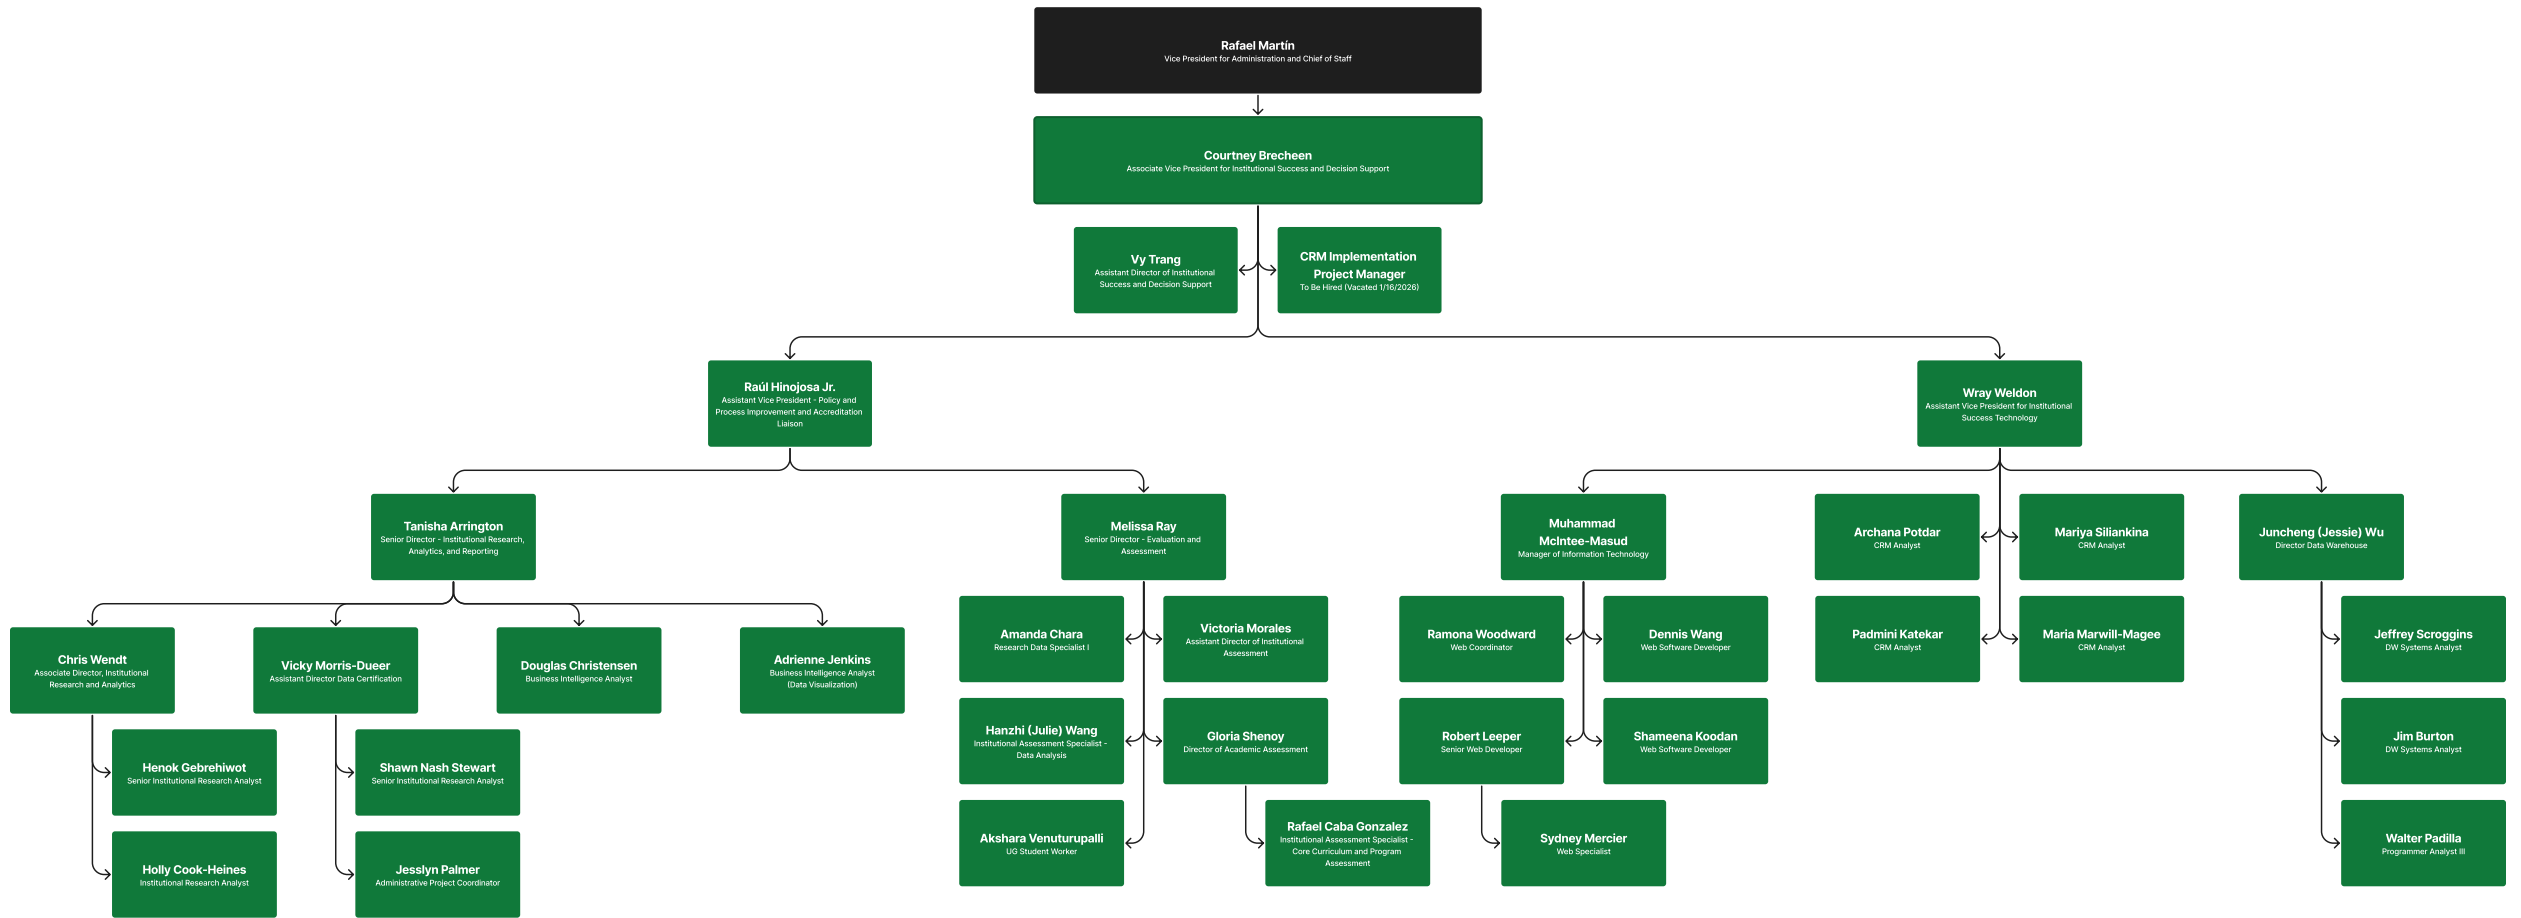 Rafael Martín
Vice President for Administration and Chief of Staff
Courtney Brecheen
Associate Vice President for Institutional Success and Decision Support
Vy Trang
Assistant Director of Institutional
Success and Decision Support
CRM Implementation
Project Manager
To Be Hired (Vacated 1/16/2026)
Raúl Hinojosa Jr.
Assistant Vice President - Policy and
Process Improvement and Accreditation
Liaison
Wray Weldon
Assistant Vice President for Institutional
Success Technology
Tanisha Arrington
Senior Director - Institutional Research,
Analytics, and Reporting
Melissa Ray
Senior Director - Evaluation and
Assessment
Muhammad
McIntee-Masud
Manager of Information Technology
Archana Potdar
CRM Analyst
Mariya Siliankina
CRM Analyst
Juncheng (Jessie) Wu
Director Data Warehouse
Chris Wendt
Associate Director, Institutional
Research and Analytics
Vicky Morris-Dueer
Assistant Director Data Certification
Douglas Christensen
Business Intelligence Analyst
Adrienne Jenkins
Business Intelligence Analyst
(Data Visualization)
Amanda Chara
Research Data Specialist I
Victoria Morales
Assistant Director of Institutional
Assessment
Ramona Woodward
Web Coordinator
Dennis Wang
Web Software Developer
Padmini Katekar
CRM Analyst
Maria Marwill-Magee
CRM Analyst
Jeffrey Scroggins
DW Systems Analyst
Henok Gebrehiwot
Senior Institutional Research Analyst
Shawn Nash Stewart
Senior Institutional Research Analyst
Hanzhi (Julie) Wang
Institutional Assessment Specialist -
Data Analysis
Gloria Shenoy
Director of Academic Assessment
Robert Leeper
Senior Web Developer
Shameena Koodan
Web Software Developer
Jim Burton
DW Systems Analyst
Holly Cook-Heines
Institutional Research Analyst
Jesslyn Palmer
Administrative Project Coordinator
Akshara Venuturupalli
UG Student Worker
Rafael Caba Gonzalez
Institutional Assessment Specialist -
Core Curriculum and Program
Assessment
Sydney Mercier
Web Specialist
Walter Padilla
Programmer Analyst III